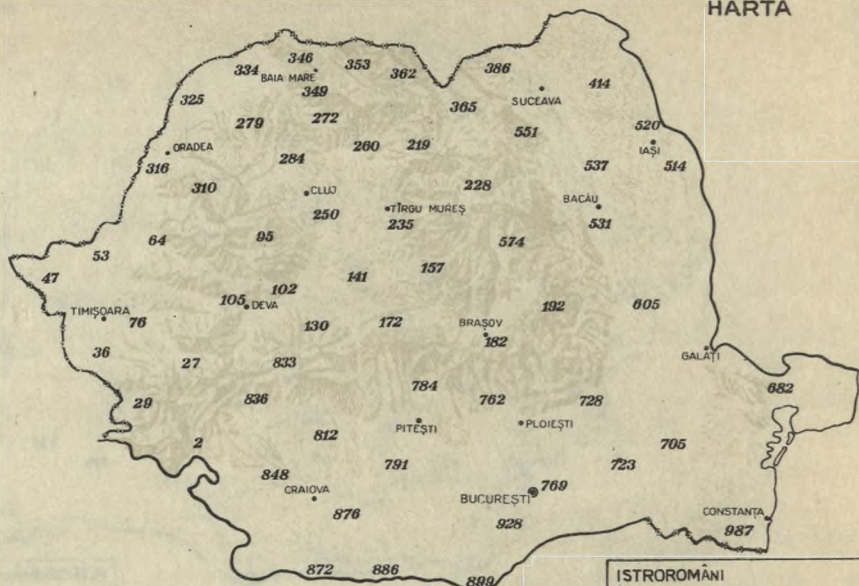 HARTA
346 353
334 362 386
BAIA MARE
349 414
325 365 SUCEAVA
279 272 551 520
ORADEA 260 219 IAȘI
316 284 537 514
310 CLUJ 228 BACĂU
250 TÎRGU MUREȘ
235 531
64 95 574
53
47 141 157
105 DEVA 102 192 605
TIMIȘOARA 76 130 172 BRAȘOV
182
36 27 833 GALAȚI
784 682
29 836 762 728
PITEȘTI PLOIEȘTI
2 812 705
848 791 723
CRAIOVA BUCUREȘTI 769
876 928 CONSTANȚA
987
872 886 899
ISTROROMÂNI